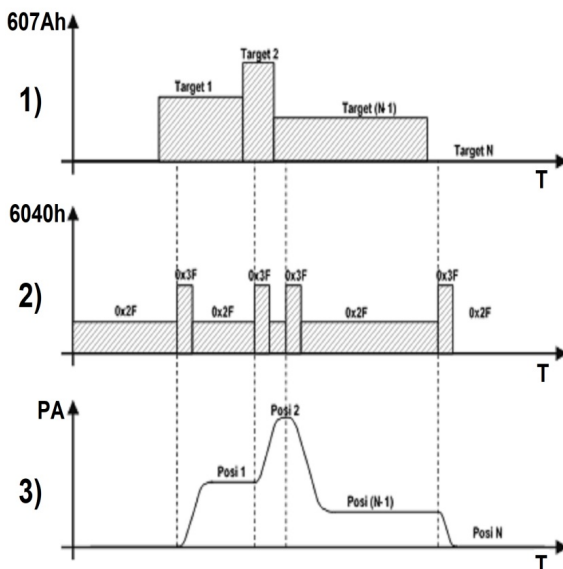 607Ah
Target 2
Target 1
1)
Target (N-1)
Target N
T
6040h
0x3F 0x3F 0x3F 0x3F
2)
0x2F 0x2F 0x2F 0x2F
T
PA
Posi 2
Posi 1
3)
Posi (N-1)
Posi N
T